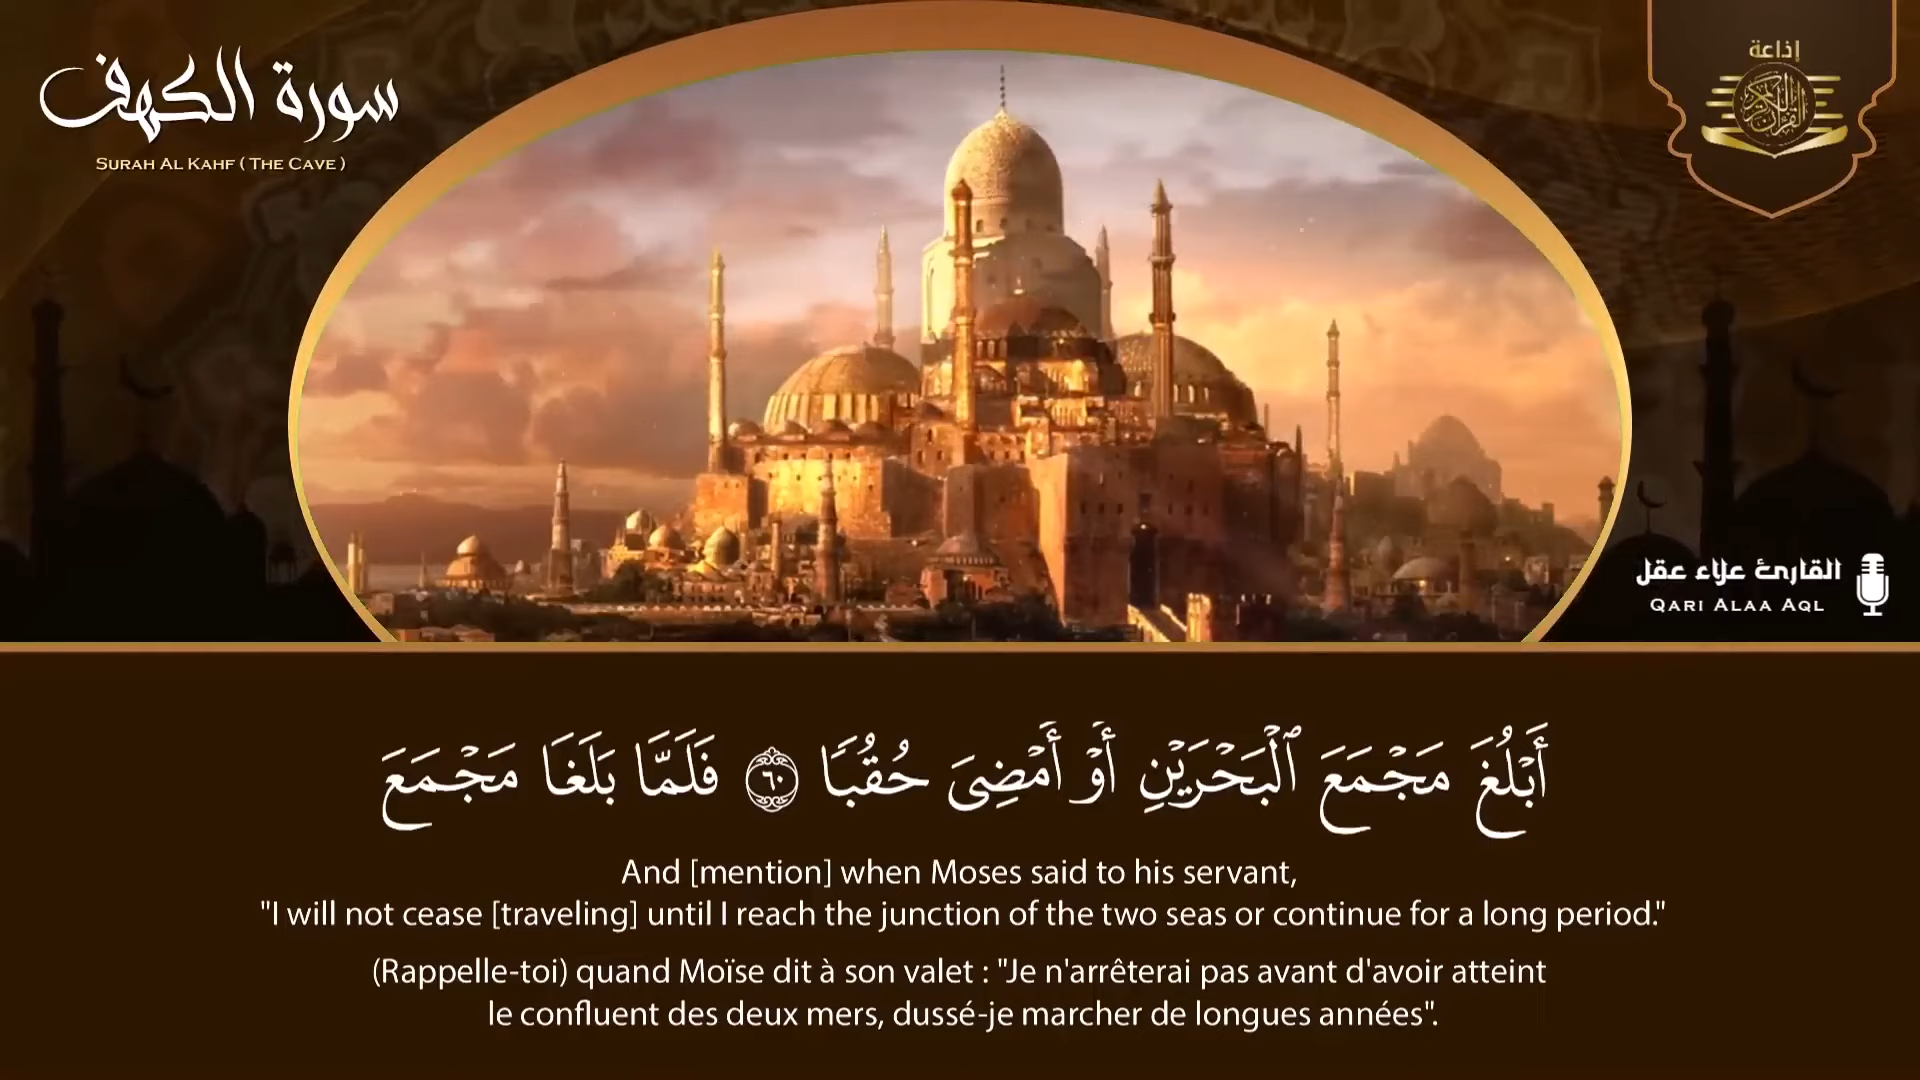 سورة الكهف
SURAH AL KAHF ( THE CAVE )
إذاعة
القرآن الكريم
القارئ علاء عقل
QARI ALAA AQL
أَبْلُغَ مَجْمَعَ ٱلْبَحْرَيْنِ أَوْ أَمْضِىَ حُقُبًا ٦٠ فَلَمَّا بَلَغَا مَجْمَعَ
And [mention] when Moses said to his servant,
"I will not cease [traveling] until I reach the junction of the two seas or continue for a long period."
(Rappelle-toi) quand Moïse dit à son valet : "Je n'arrêterai pas avant d'avoir atteint
le confluent des deux mers, dussé-je marcher de longues années".